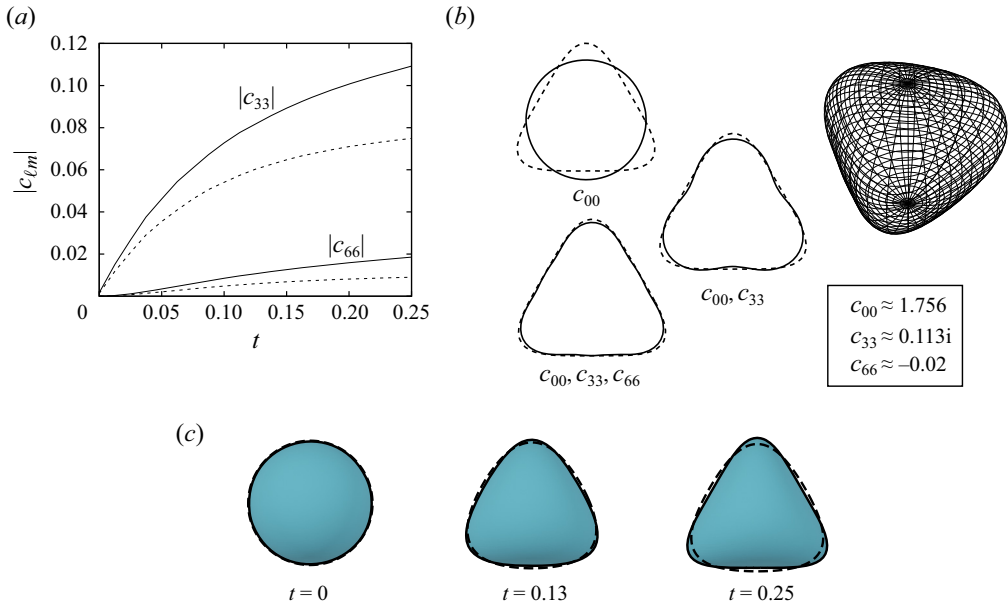 (a)
0.12
0.10
0.08
0.06
0.04
0.02
0
0.05
0.10
0.15
0.20
0.25
|cℓm|
t
|c33|
|c66|
(b)
c00
c00, c33
c00, c33, c66
c00 ≈ 1.756
c33 ≈ 0.113i
c66 ≈ –0.02
(c)
t = 0
t = 0.13
t = 0.25